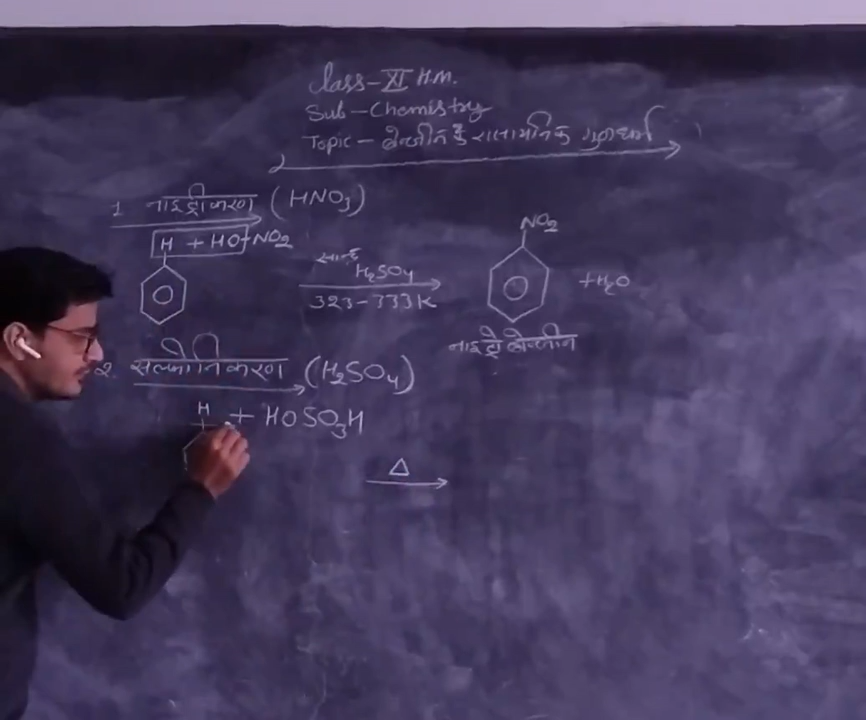 Class-XI H.M.
Sub-Chemistry
Topic- बेन्जीन के रासायनिक गुणधर्म
1. नाइट्रीकरण (HNO3)
H + HO-NO2
सान्द्र
H2SO4
323-333K
NO2
+H2O
नाइट्रो बेन्जीन
2. सल्फोनीकरण (H2SO4)
H + HOSO3H
Δ